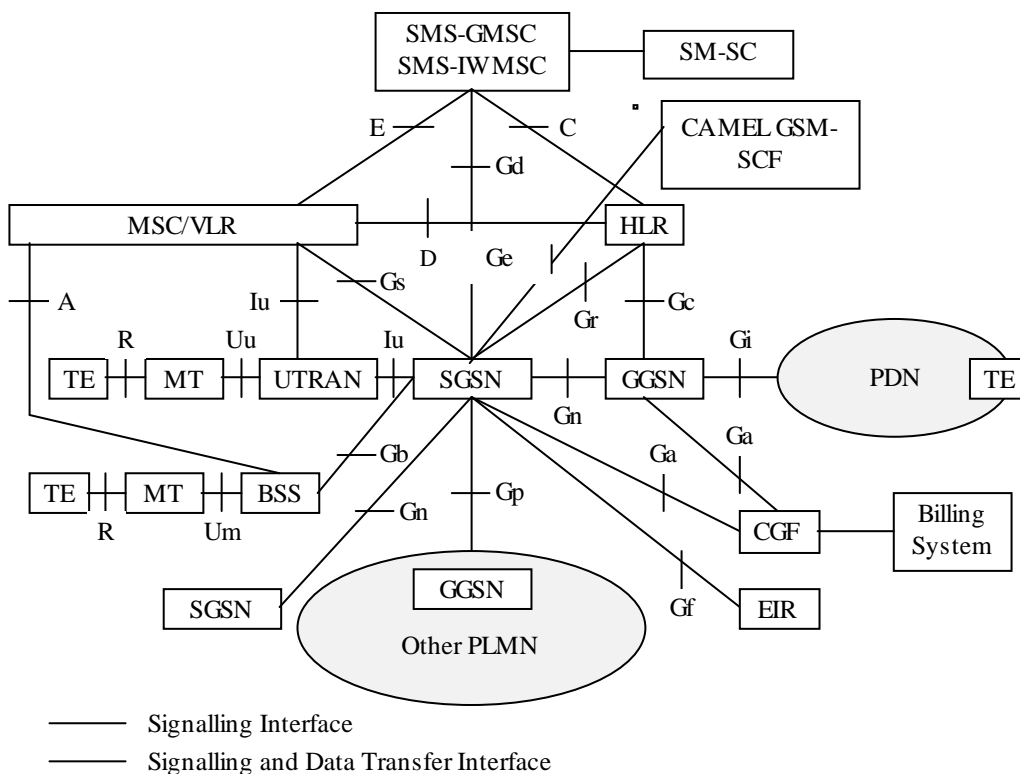 SMS-GMSC
SMS-IWMSC
SM-SC
CAMEL GSM-
SCF
E
C
Gd
MSC/VLR
HLR
D
Ge
A
Iu
Gs
Gr
Gc
R
Uu
Iu
Gi
TE
MT
UTRAN
SGSN
GGSN
PDN
TE
Gn
Gb
Ga
Ga
TE
MT
BSS
Gn
Gp
R
Um
CGF
Billing
System
SGSN
GGSN
Gf
EIR
Other PLMN
Signalling Interface
Signalling and Data Transfer Interface